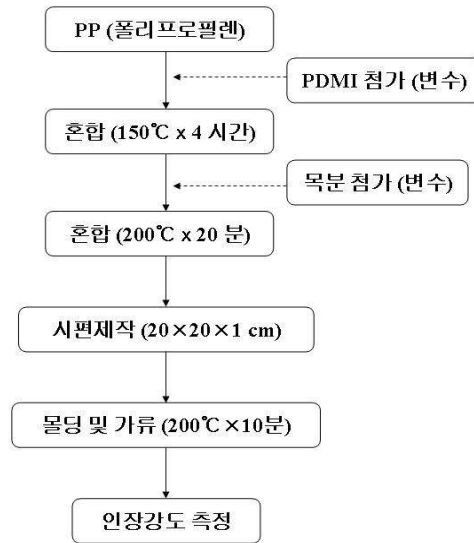 PP (폴리프로필렌)
PDMI 첨가 (변수)
혼합 (150℃ x 4 시간)
목분 첨가 (변수)
혼합 (200℃ x 20 분)
시편제작 (20×20×1 cm)
몰딩 및 가류 (200℃ ×10분)
인장강도 측정